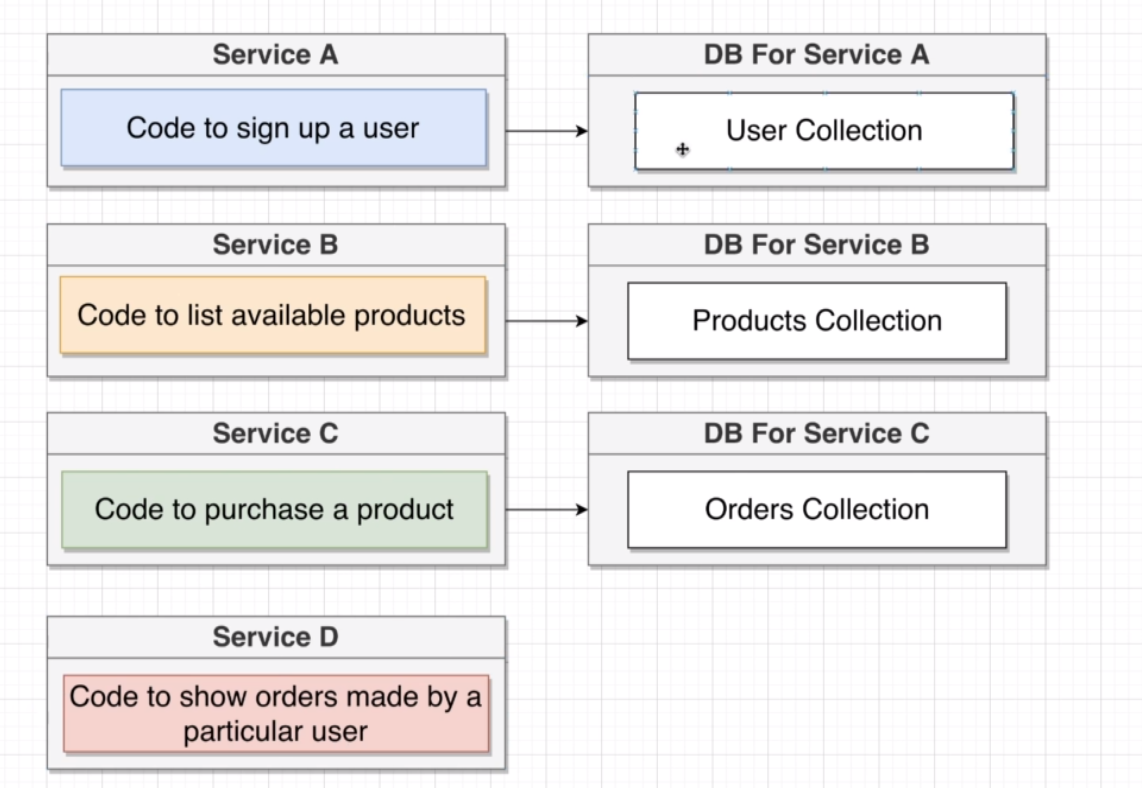 Service A
Code to sign up a user
DB For Service A
User Collection
Service B
Code to list available products
DB For Service B
Products Collection
Service C
Code to purchase a product
DB For Service C
Orders Collection
Service D
Code to show orders made by a
particular user